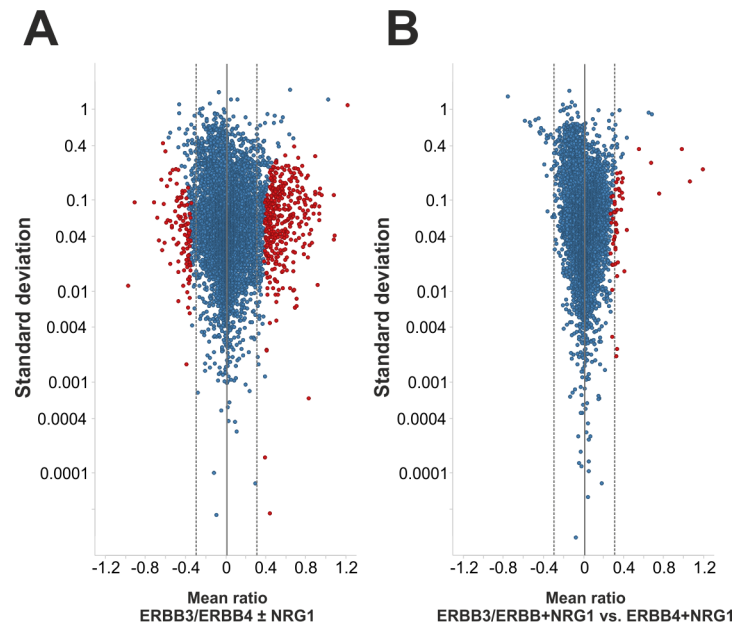 A
B
Standard deviation
1
0.4
0.1
0.04
0.01
0.004
0.001
0.0004
0.0001
-1.2 -0.8 -0.4 0 0.4 0.8 1.2
Mean ratio
ERBB3/ERBB4 ± NRG1
Standard deviation
1
0.4
0.1
0.04
0.01
0.004
0.001
0.0004
0.0001
-1.2 -0.8 -0.4 0 0.4 0.8 1.2
Mean ratio
ERBB3/ERBB+NRG1 vs. ERBB4+NRG1